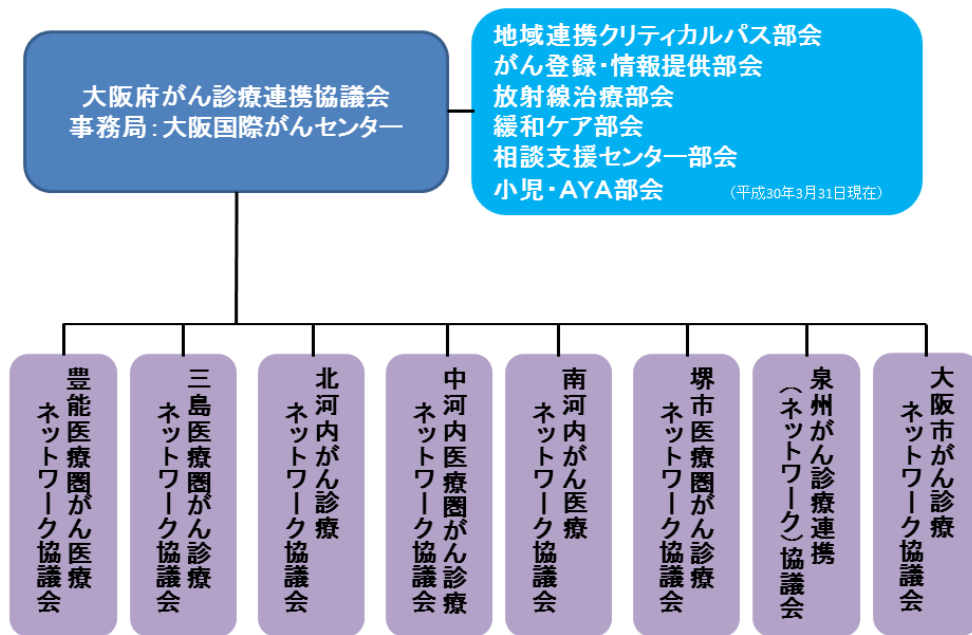 大阪府がん診療連携協議会
事務局:大阪国際がんセンター
地域連携クリティカルパス部会
がん登録・情報提供部会
放射線治療部会
緩和ケア部会
相談支援センター部会
小児・AYA部会
(平成30年3月31日現在)
豊能医療圏がん医療
ネットワーク協議会
三島医療圏がん診療
ネットワーク協議会
北河内がん診療
ネットワーク協議会
中河内医療圏がん診療
ネットワーク協議会
南河内がん医療
ネットワーク協議会
堺市医療圏がん診療
ネットワーク協議会
泉州がん診療連携
(ネットワーク)協議会
大阪市がん診療
ネットワーク協議会